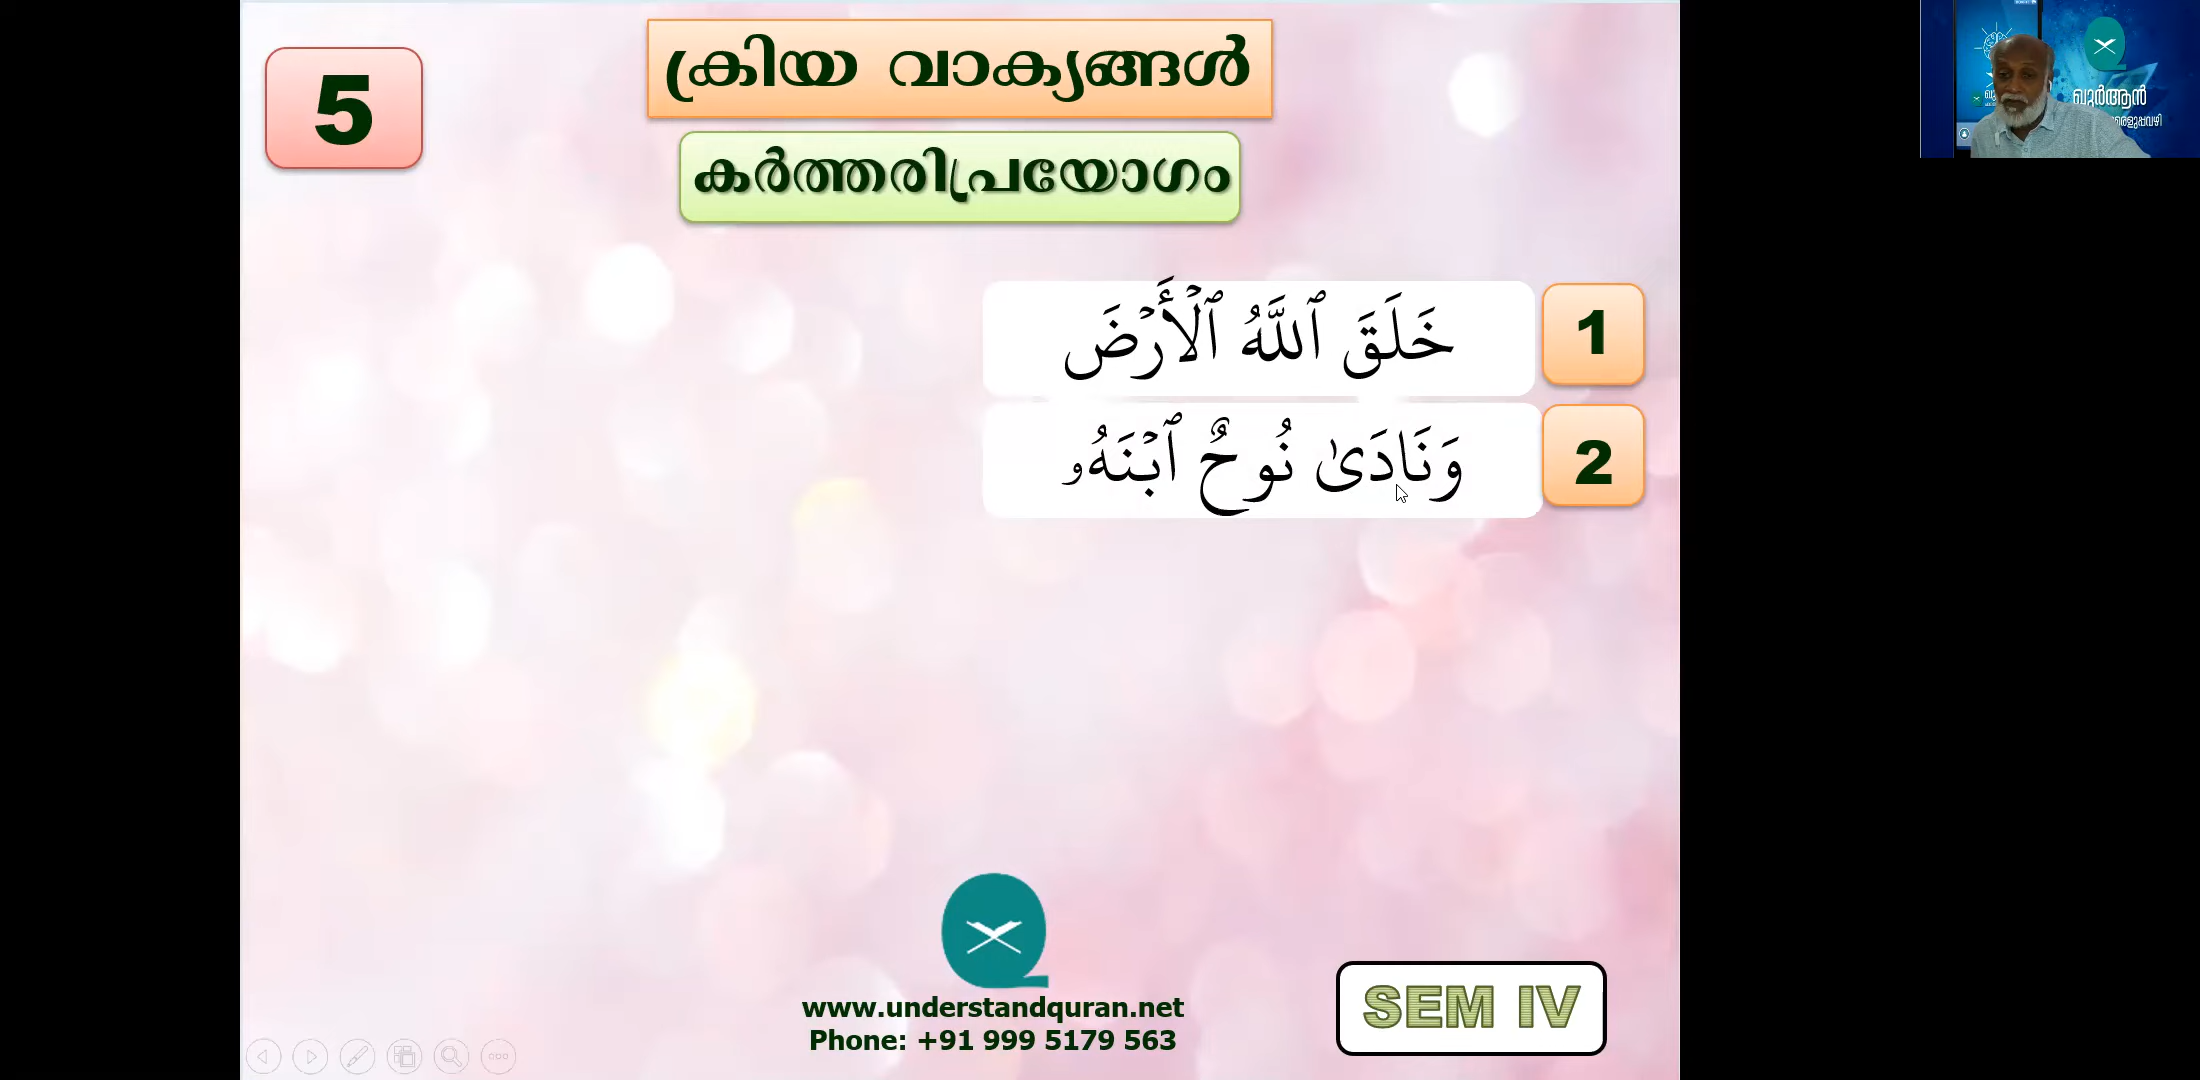 5
ക്രിയ വാക്യങ്ങൾ
കർത്തരിപ്രയോഗം
خَلَقَ ٱللَّهُ ٱلْأَرْضَ
1
وَنَادَىٰ نُوحٌ ٱبْنَهُۥ
2
ഖുർആൻ
www.understandquran.net
Phone: +91 999 5179 563
SEM IV